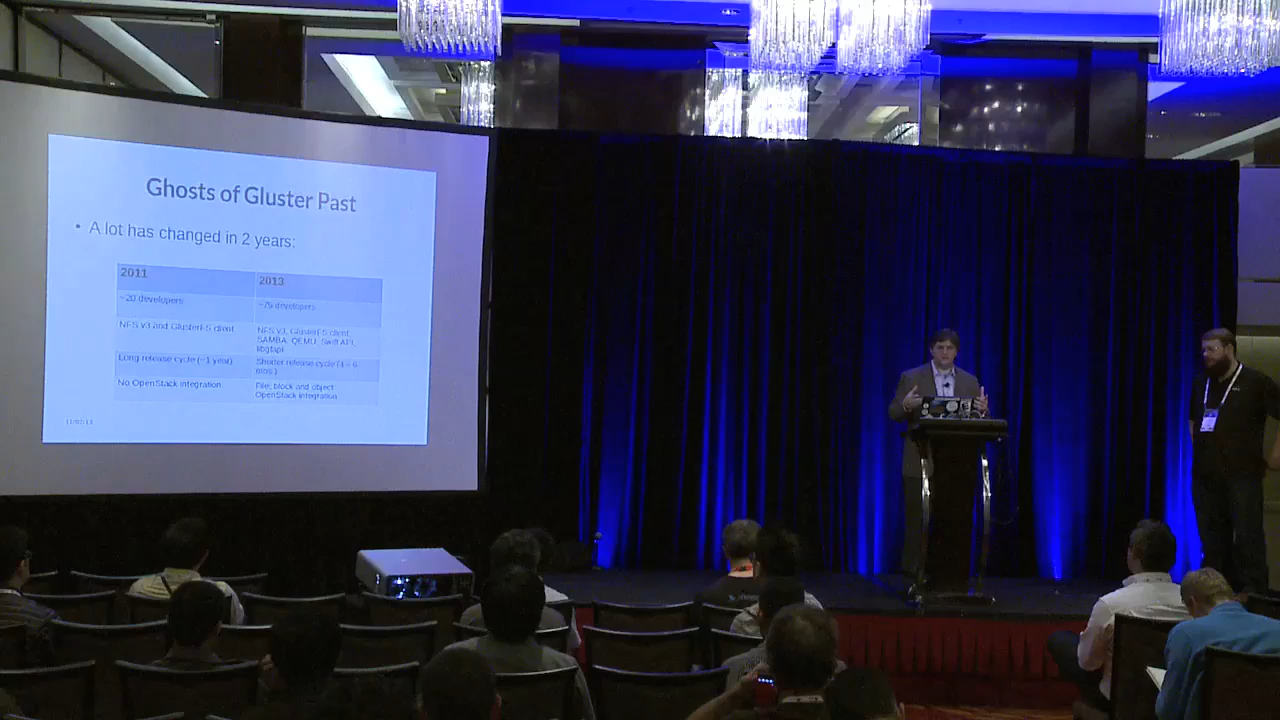 Ghosts of Gluster Past
• A lot has changed in 2 years:
2011
2013
~20 developers
~75 developers
NFS v3 and GlusterFS client
NFS v3, GlusterFS client,
SAMBA, QEMU, Swift API,
libgfapi
Long release cycle (~1 year)
Shorter release cycle (4 – 6
mos.)
No OpenStack integration
File, block and object
OpenStack integration